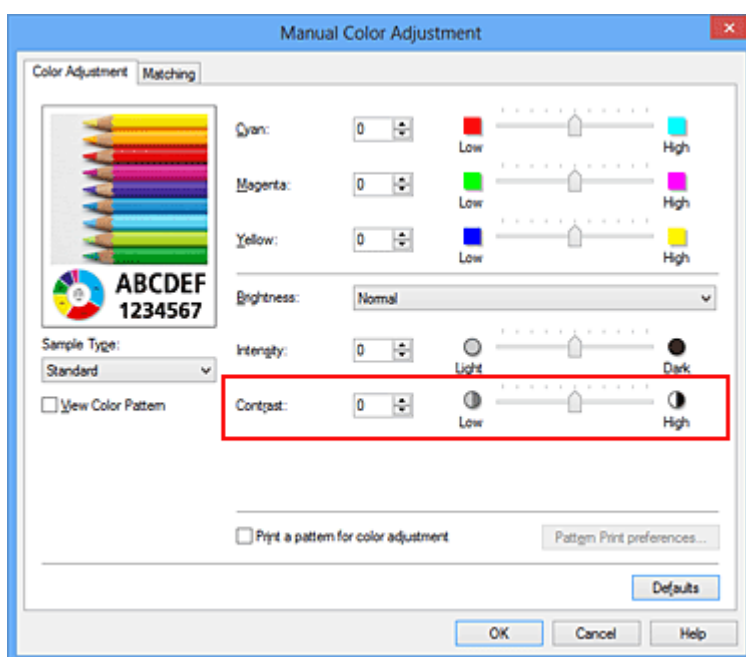 Manual Color Adjustment
Color Adjustment Matching
Cyan: 0 Low High
Magenta: 0 Low High
Yellow: 0 Low High
ABCDEF
1234567
Brightness: Normal
Sample Type:
Standard
Intensity: 0 Light Dark
View Color Pattern
Contrast: 0 Low High
Print a pattern for color adjustment Pattern Print preferences...
Defaults
OK Cancel Help